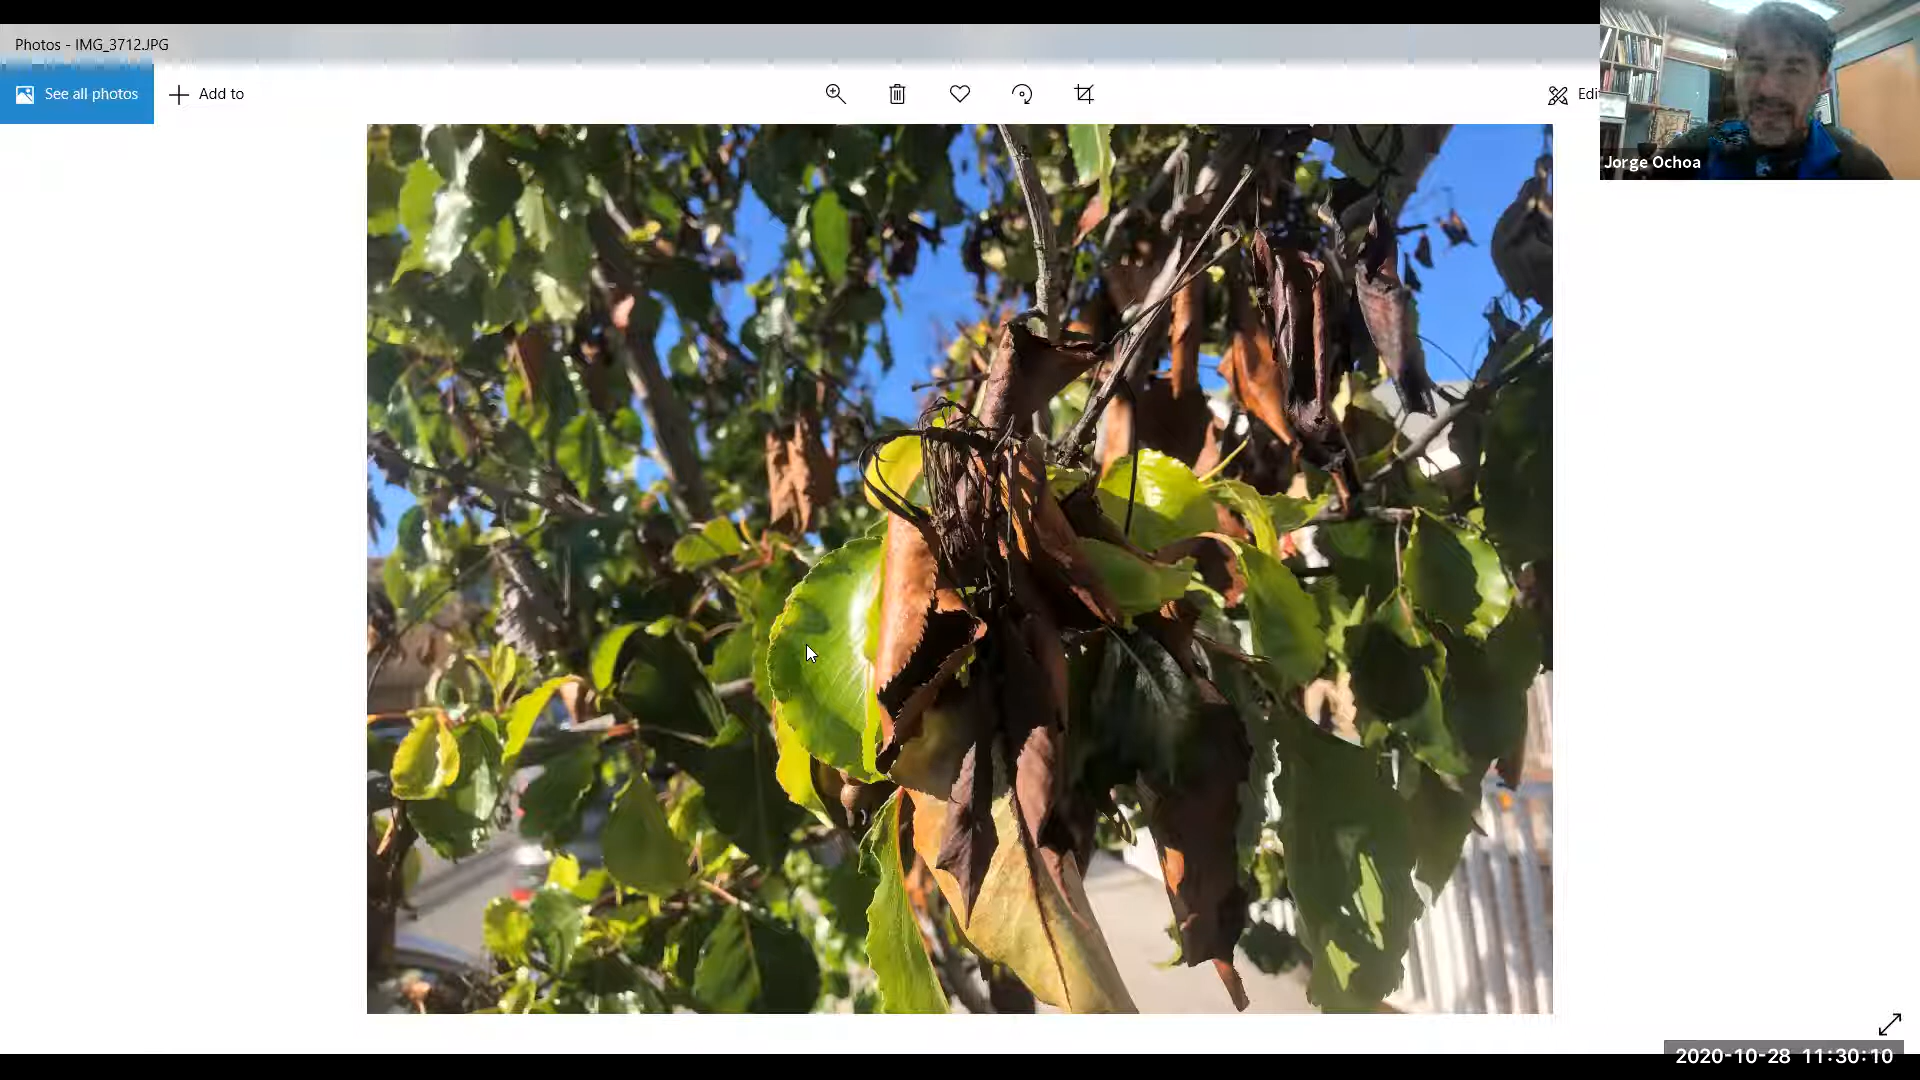 Photos - IMG_3712.JPG
See all photos
Add to
Edi
Jorge Ochoa
2020-10-28 11:30:10